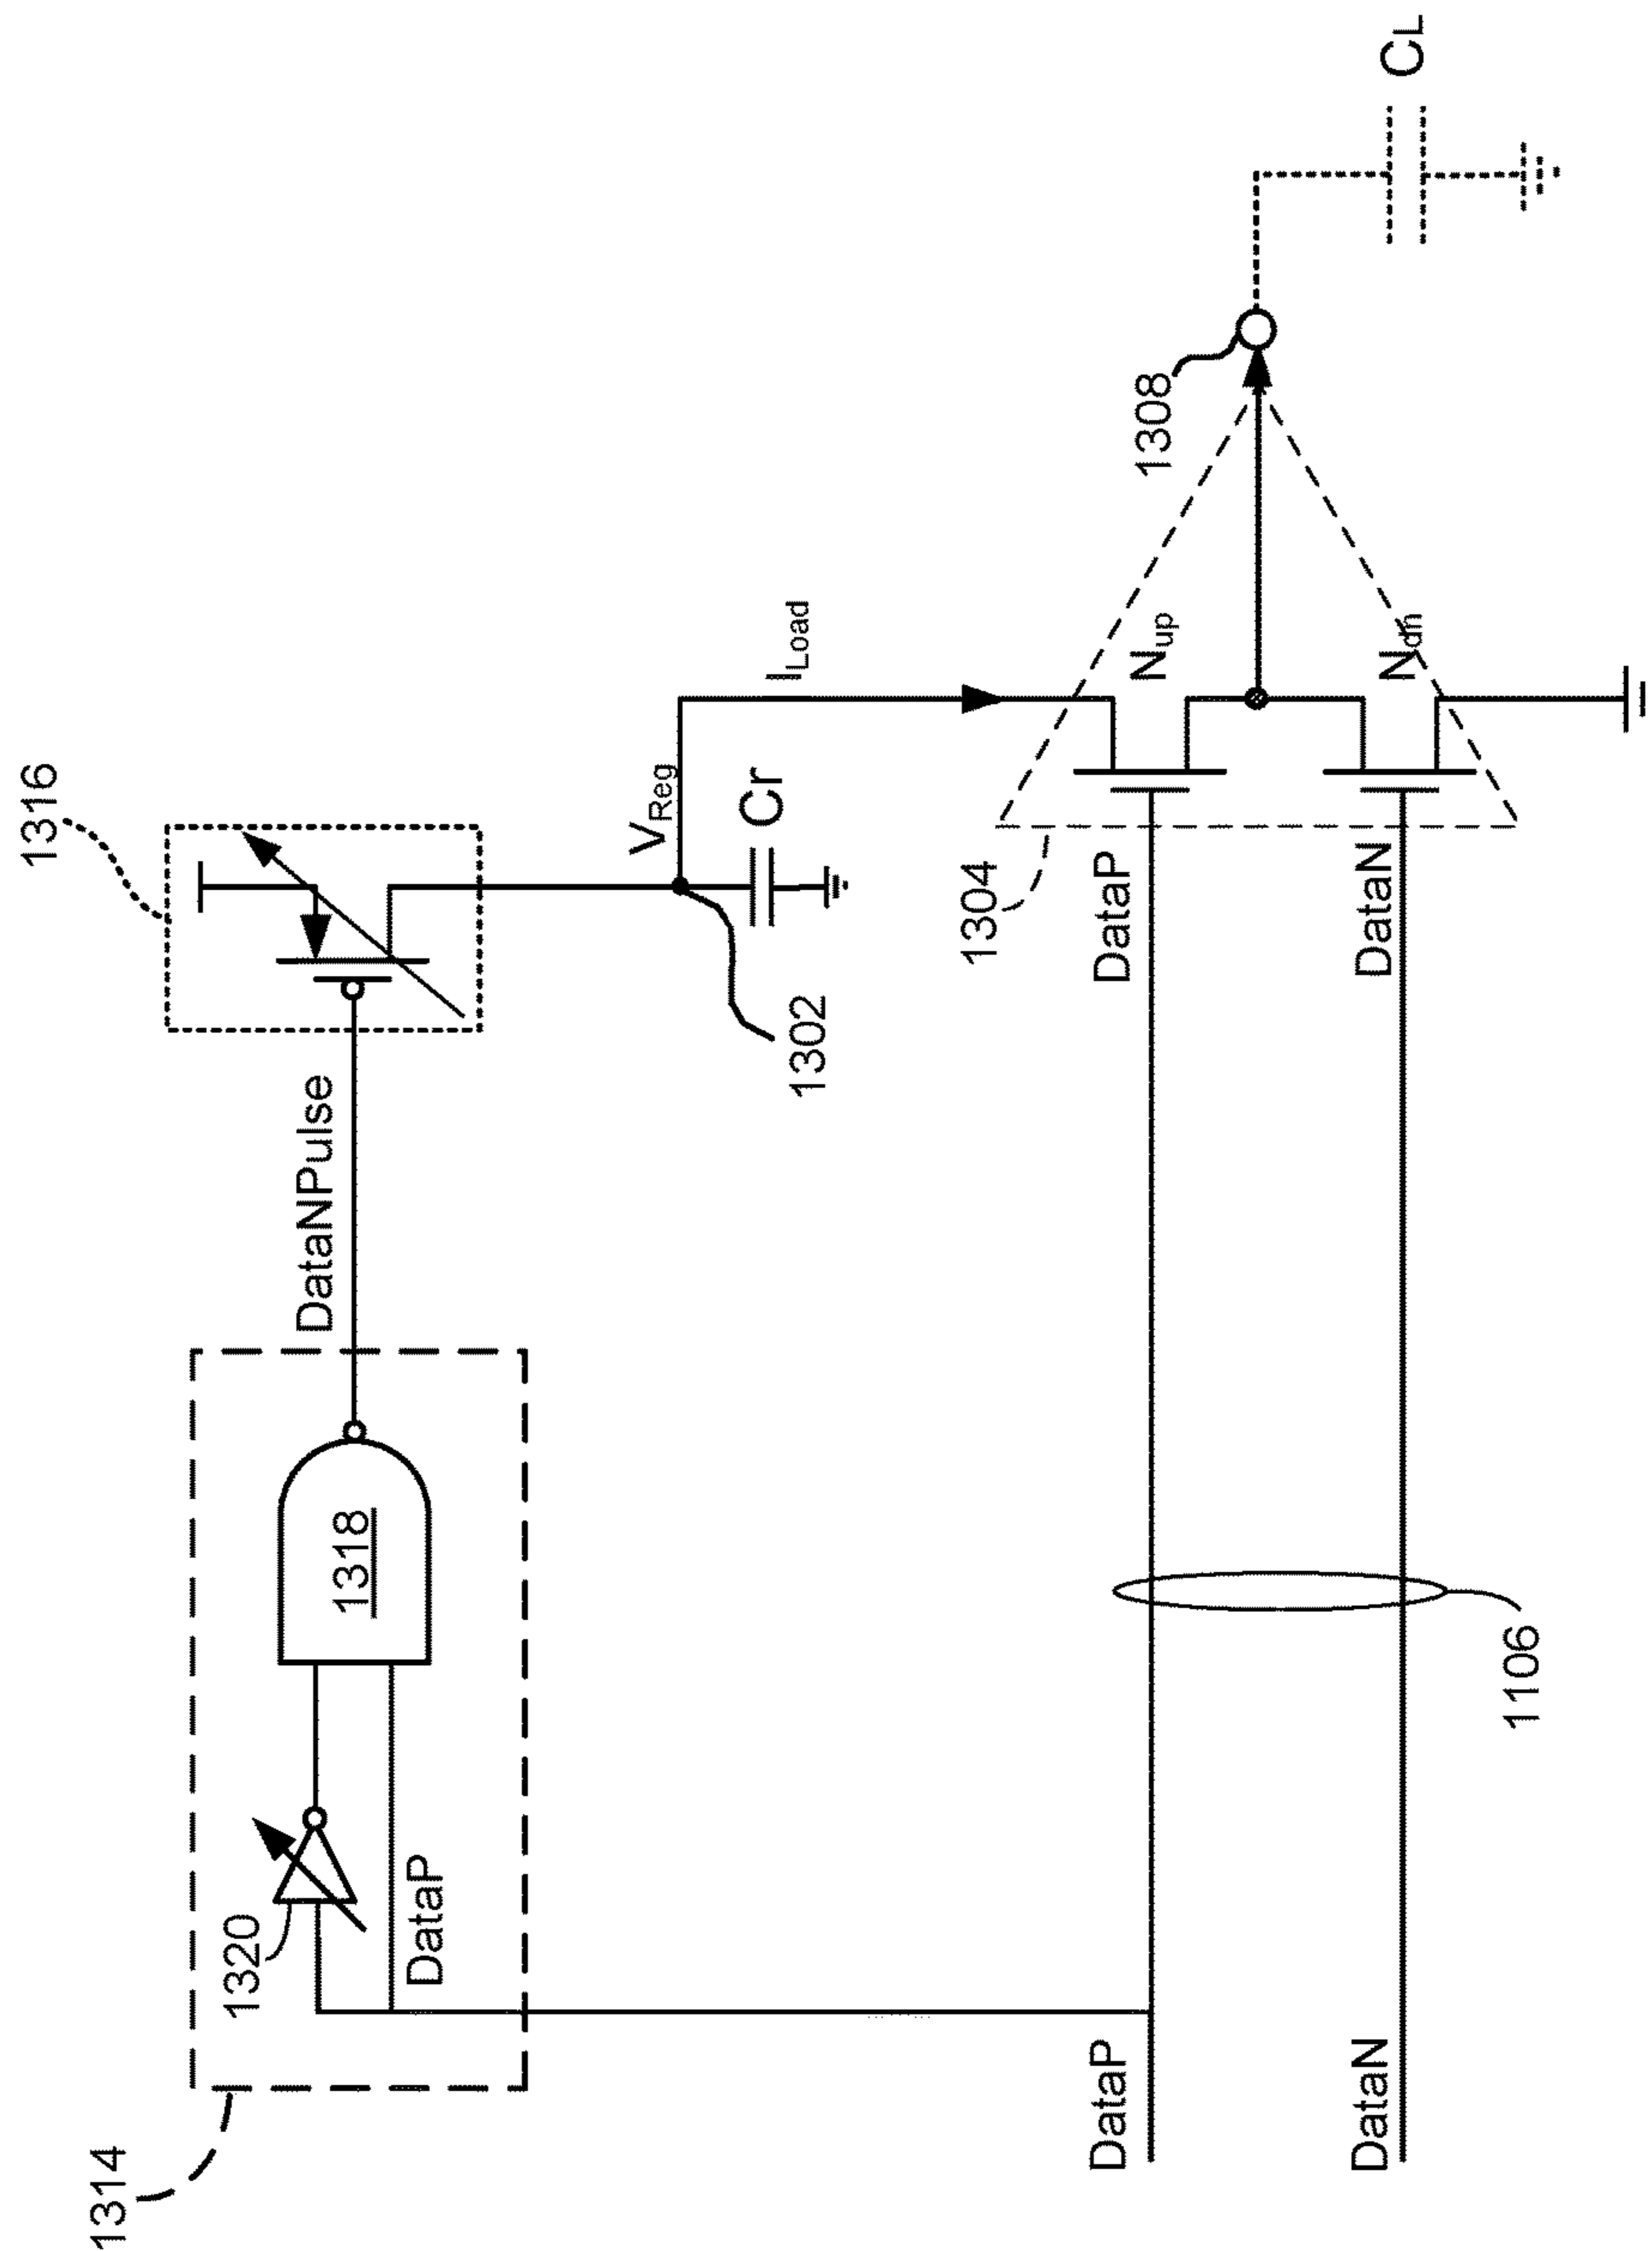 1314
1320
DataP
1318
DataNPulse
1316
1302
VReg
Cr
ILoad
DataP
DataN
1106
DataP
DataN
1304
Nup
Ndn
1308
CL